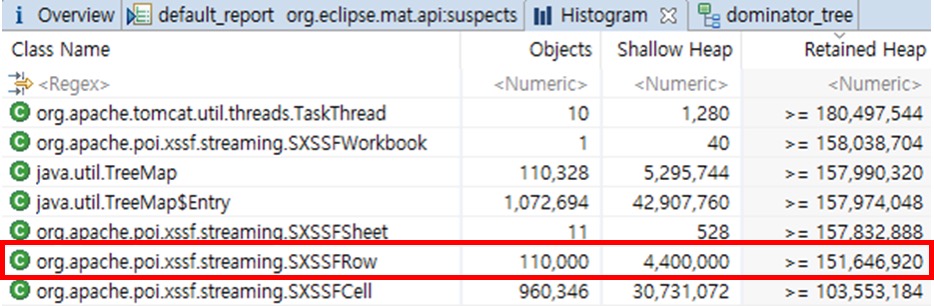 i Overview default_report org.eclipse.mat.api:suspects Histogram dominator_tree
Class Name Objects Shallow Heap Retained Heap
<Regex> <Numeric> <Numeric> <Numeric>
org.apache.tomcat.util.threads.TaskThread 10 1,280 >= 180,497,544
org.apache.poi.xssf.streaming.SXSSFWorkbook 1 40 >= 158,038,704
java.util.TreeMap 110,328 5,295,744 >= 157,990,320
java.util.TreeMap$Entry 1,072,694 42,907,760 >= 157,974,048
org.apache.poi.xssf.streaming.SXSSFSheet 11 528 >= 157,832,888
org.apache.poi.xssf.streaming.SXSSFRow 110,000 4,400,000 >= 151,646,920
org.apache.poi.xssf.streaming.SXSSFCell 960,346 30,731,072 >= 103,553,184